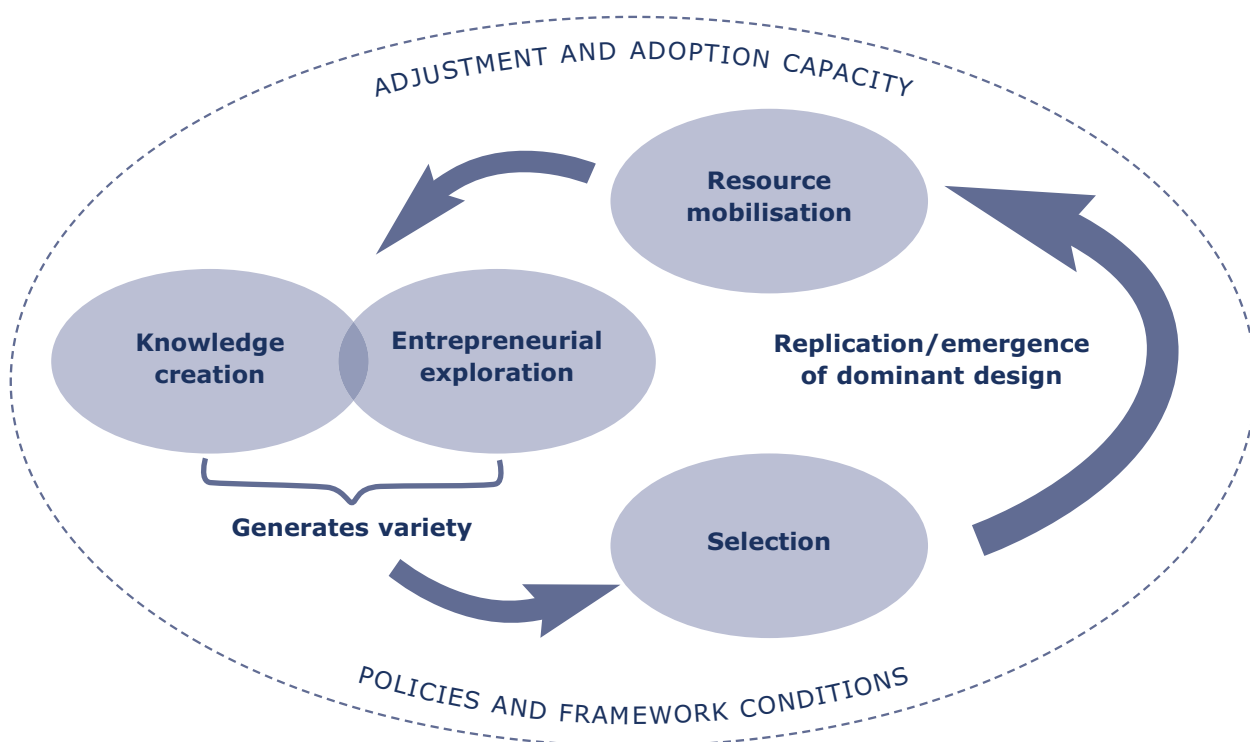 ADJUSTMENT AND ADOPTION CAPACITY
Resource
mobilisation
Knowledge
creation
Entrepreneurial
exploration
Replication/emergence
of dominant design
Generates variety
Selection
POLICIES AND FRAMEWORK CONDITIONS